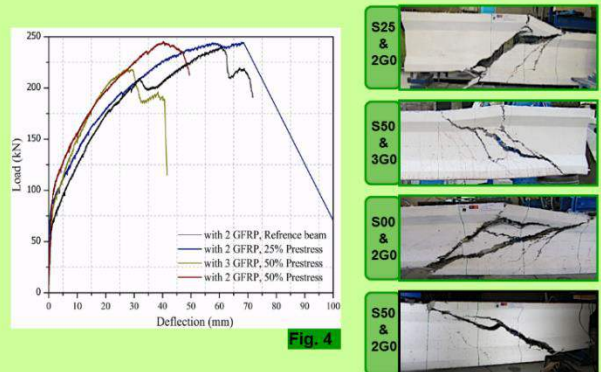 250
200
150
100
50
0
Load (kN)
0 10 20 30 40 50 60 70 80 90 100
Deflection (mm)
with 2 GFRP, Refrence beam
with 2 GFRP, 25% Prestress
with 3 GFRP, 50% Prestress
with 2 GFRP, 50% Prestress
Fig. 4
S25
&
2G0
S50
&
3G0
S00
&
2G0
S50
&
2G0